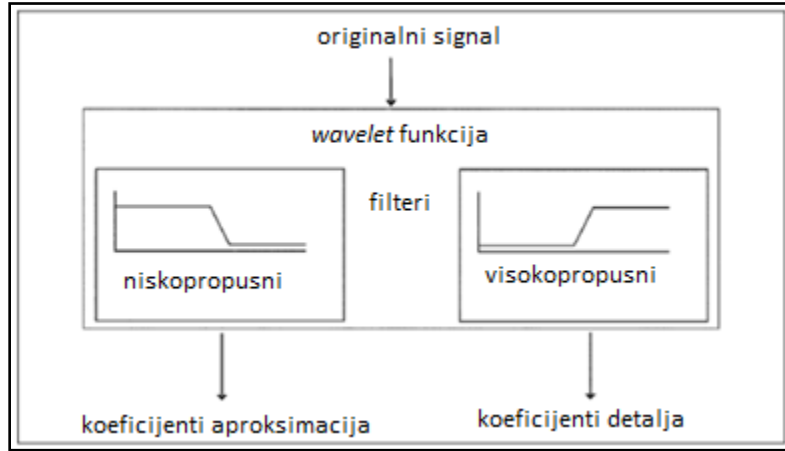 originalni signal
wavelet funkcija
filteri
niskopropusni
visokopropusni
koeficijenti aproksimacija
koeficijenti detalja